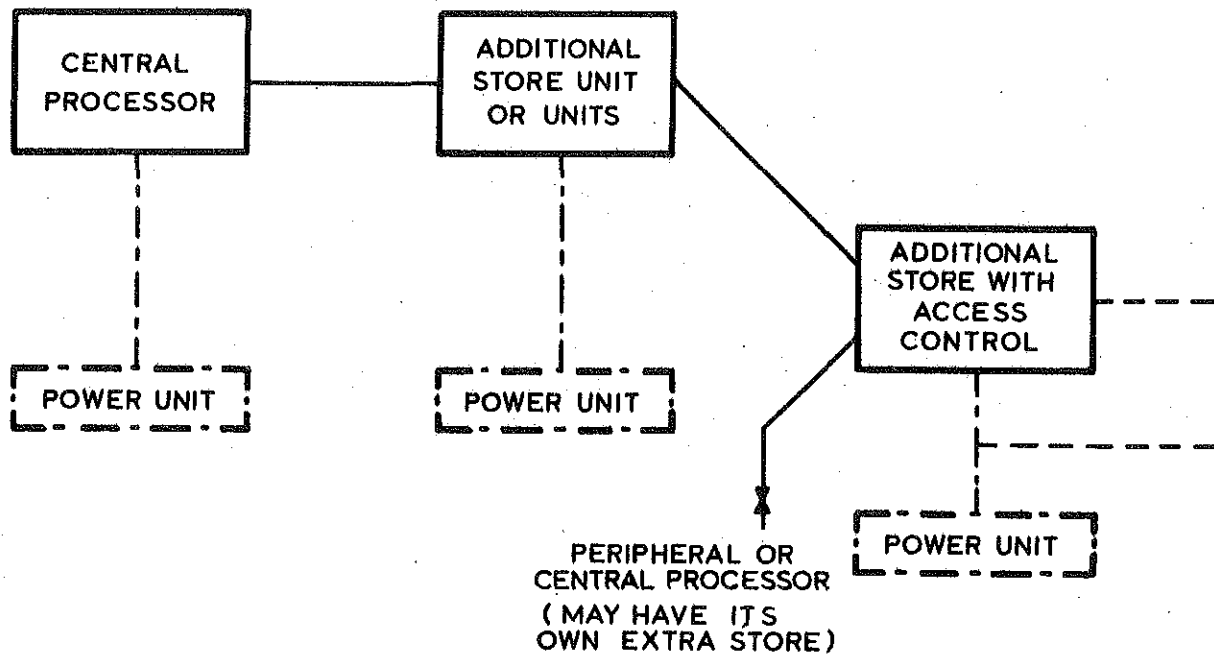 CENTRAL
PROCESSOR
ADDITIONAL
STORE UNIT
OR UNITS
ADDITIONAL
STORE WITH
ACCESS
CONTROL
POWER UNIT
POWER UNIT
POWER UNIT
PERIPHERAL OR
CENTRAL PROCESSOR
(MAY HAVE ITS
OWN EXTRA STORE)